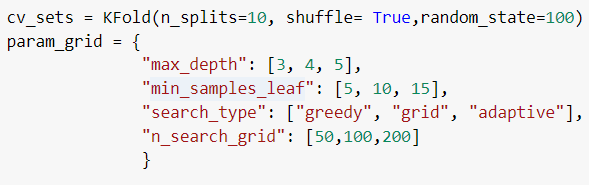 cv_sets = KFold(n_splits=10, shuffle= True,random_state=100)
param_grid = {
"max_depth": [3, 4, 5],
"min_samples_leaf": [5, 10, 15],
"search_type": ["greedy", "grid", "adaptive"],
"n_search_grid": [50,100,200]
}